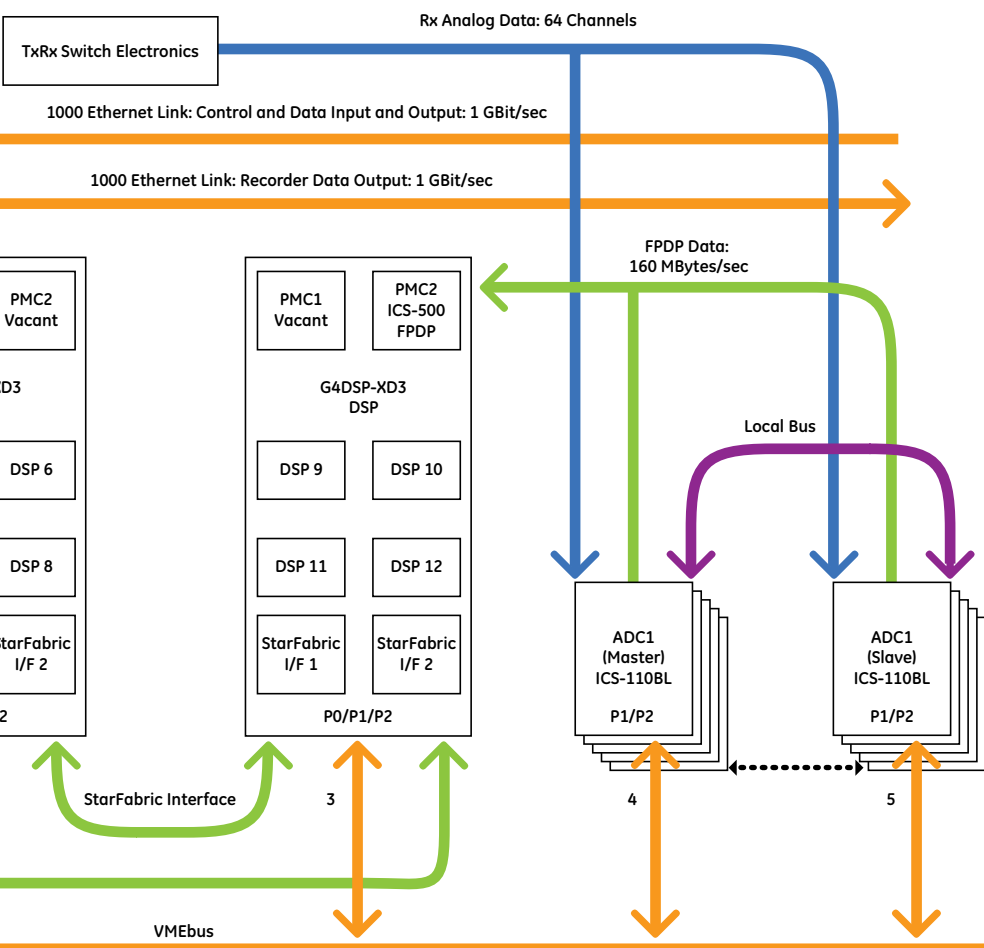 Rx Analog Data: 64 Channels
TxRx Switch Electronics
1000 Ethernet Link: Control and Data Input and Output: 1 GBit/sec
1000 Ethernet Link: Recorder Data Output: 1 GBit/sec
FPDP Data:
160 MBytes/sec
PMC2
Vacant
D3
DSP 6
DSP 8
StarFabric
I/F 2
2
PMC1
Vacant
PMC2
ICS-500
FPDP
G4DSP-XD3
DSP
DSP 9
DSP 10
DSP 11
DSP 12
StarFabric
I/F 1
StarFabric
I/F 2
P0/P1/P2
Local Bus
ADC1
(Master)
ICS-110BL
P1/P2
ADC1
(Slave)
ICS-110BL
P1/P2
StarFabric Interface
3
4
5
VMEbus